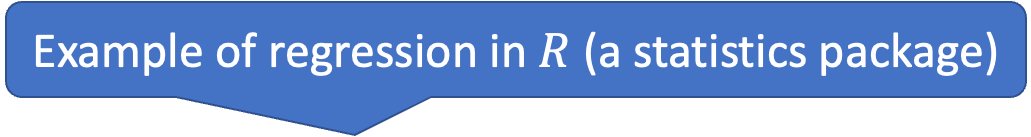 Example of regression in R (a statistics package)